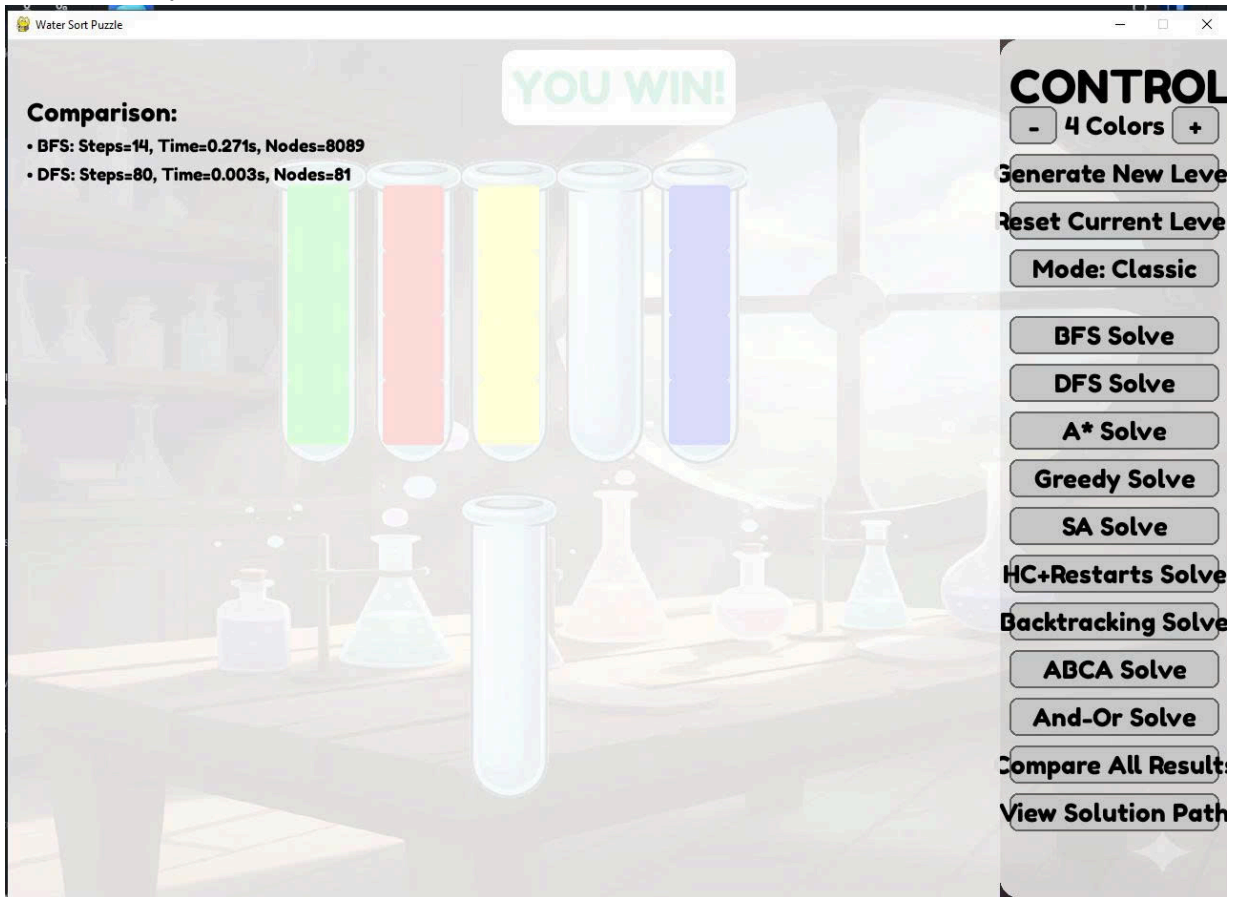 Water Sort Puzzle
YOU WIN!
Comparison:
• BFS: Steps=14, Time=0.271s, Nodes=8089
• DFS: Steps=80, Time=0.003s, Nodes=81
CONTROL
- 4 Colors +
Generate New Leve
Reset Current Leve
Mode: Classic
BFS Solve
DFS Solve
A* Solve
Greedy Solve
SA Solve
HC+Restarts Solve
Backtracking Solve
ABCA Solve
And-Or Solve
Compare All Results
View Solution Path